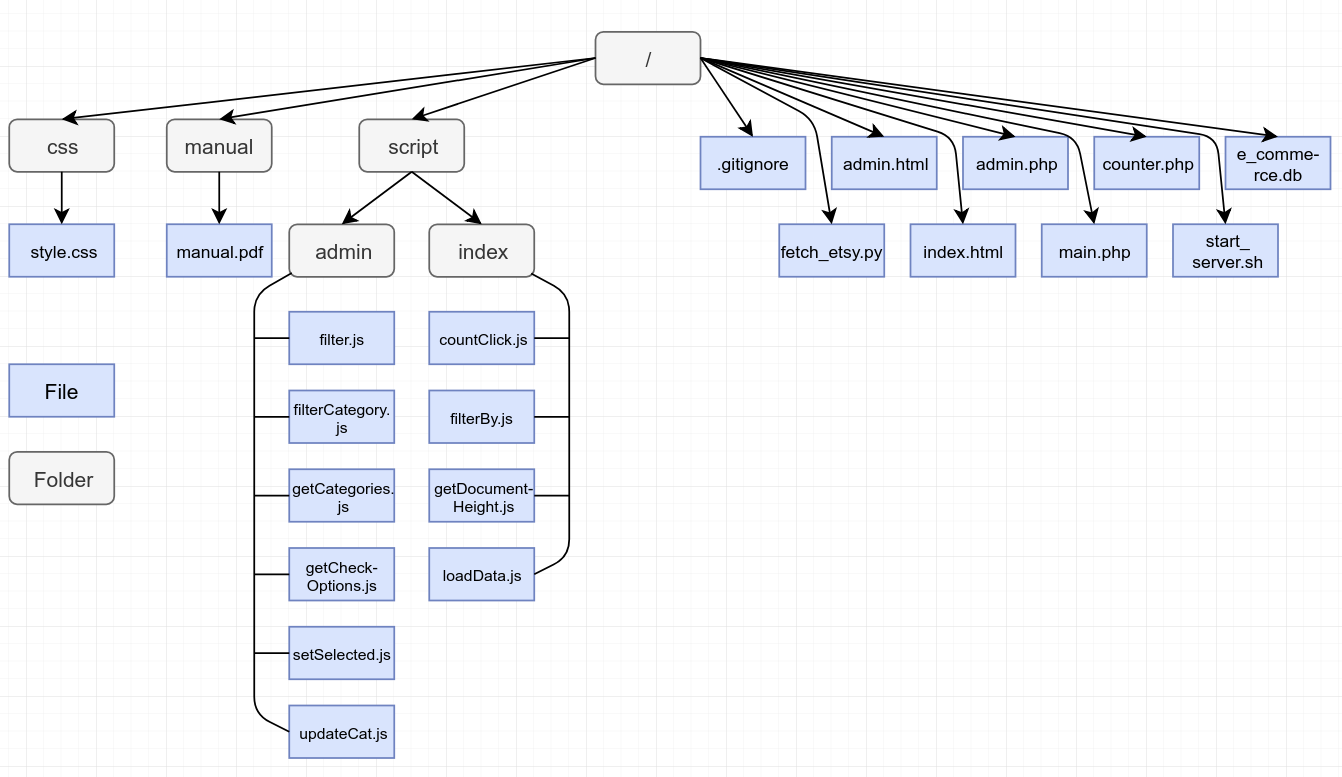 /
css
manual
script
.gitignore
admin.html
admin.php
counter.php
e_comme-
rce.db
style.css
manual.pdf
admin
index
fetch_etsy.py
index.html
main.php
start_
server.sh
filter.js
countClick.js
File
filterCategory.
js
filterBy.js
Folder
getCategories.
js
getDocument-
Height.js
getCheck-
Options.js
loadData.js
setSelected.js
updateCat.js